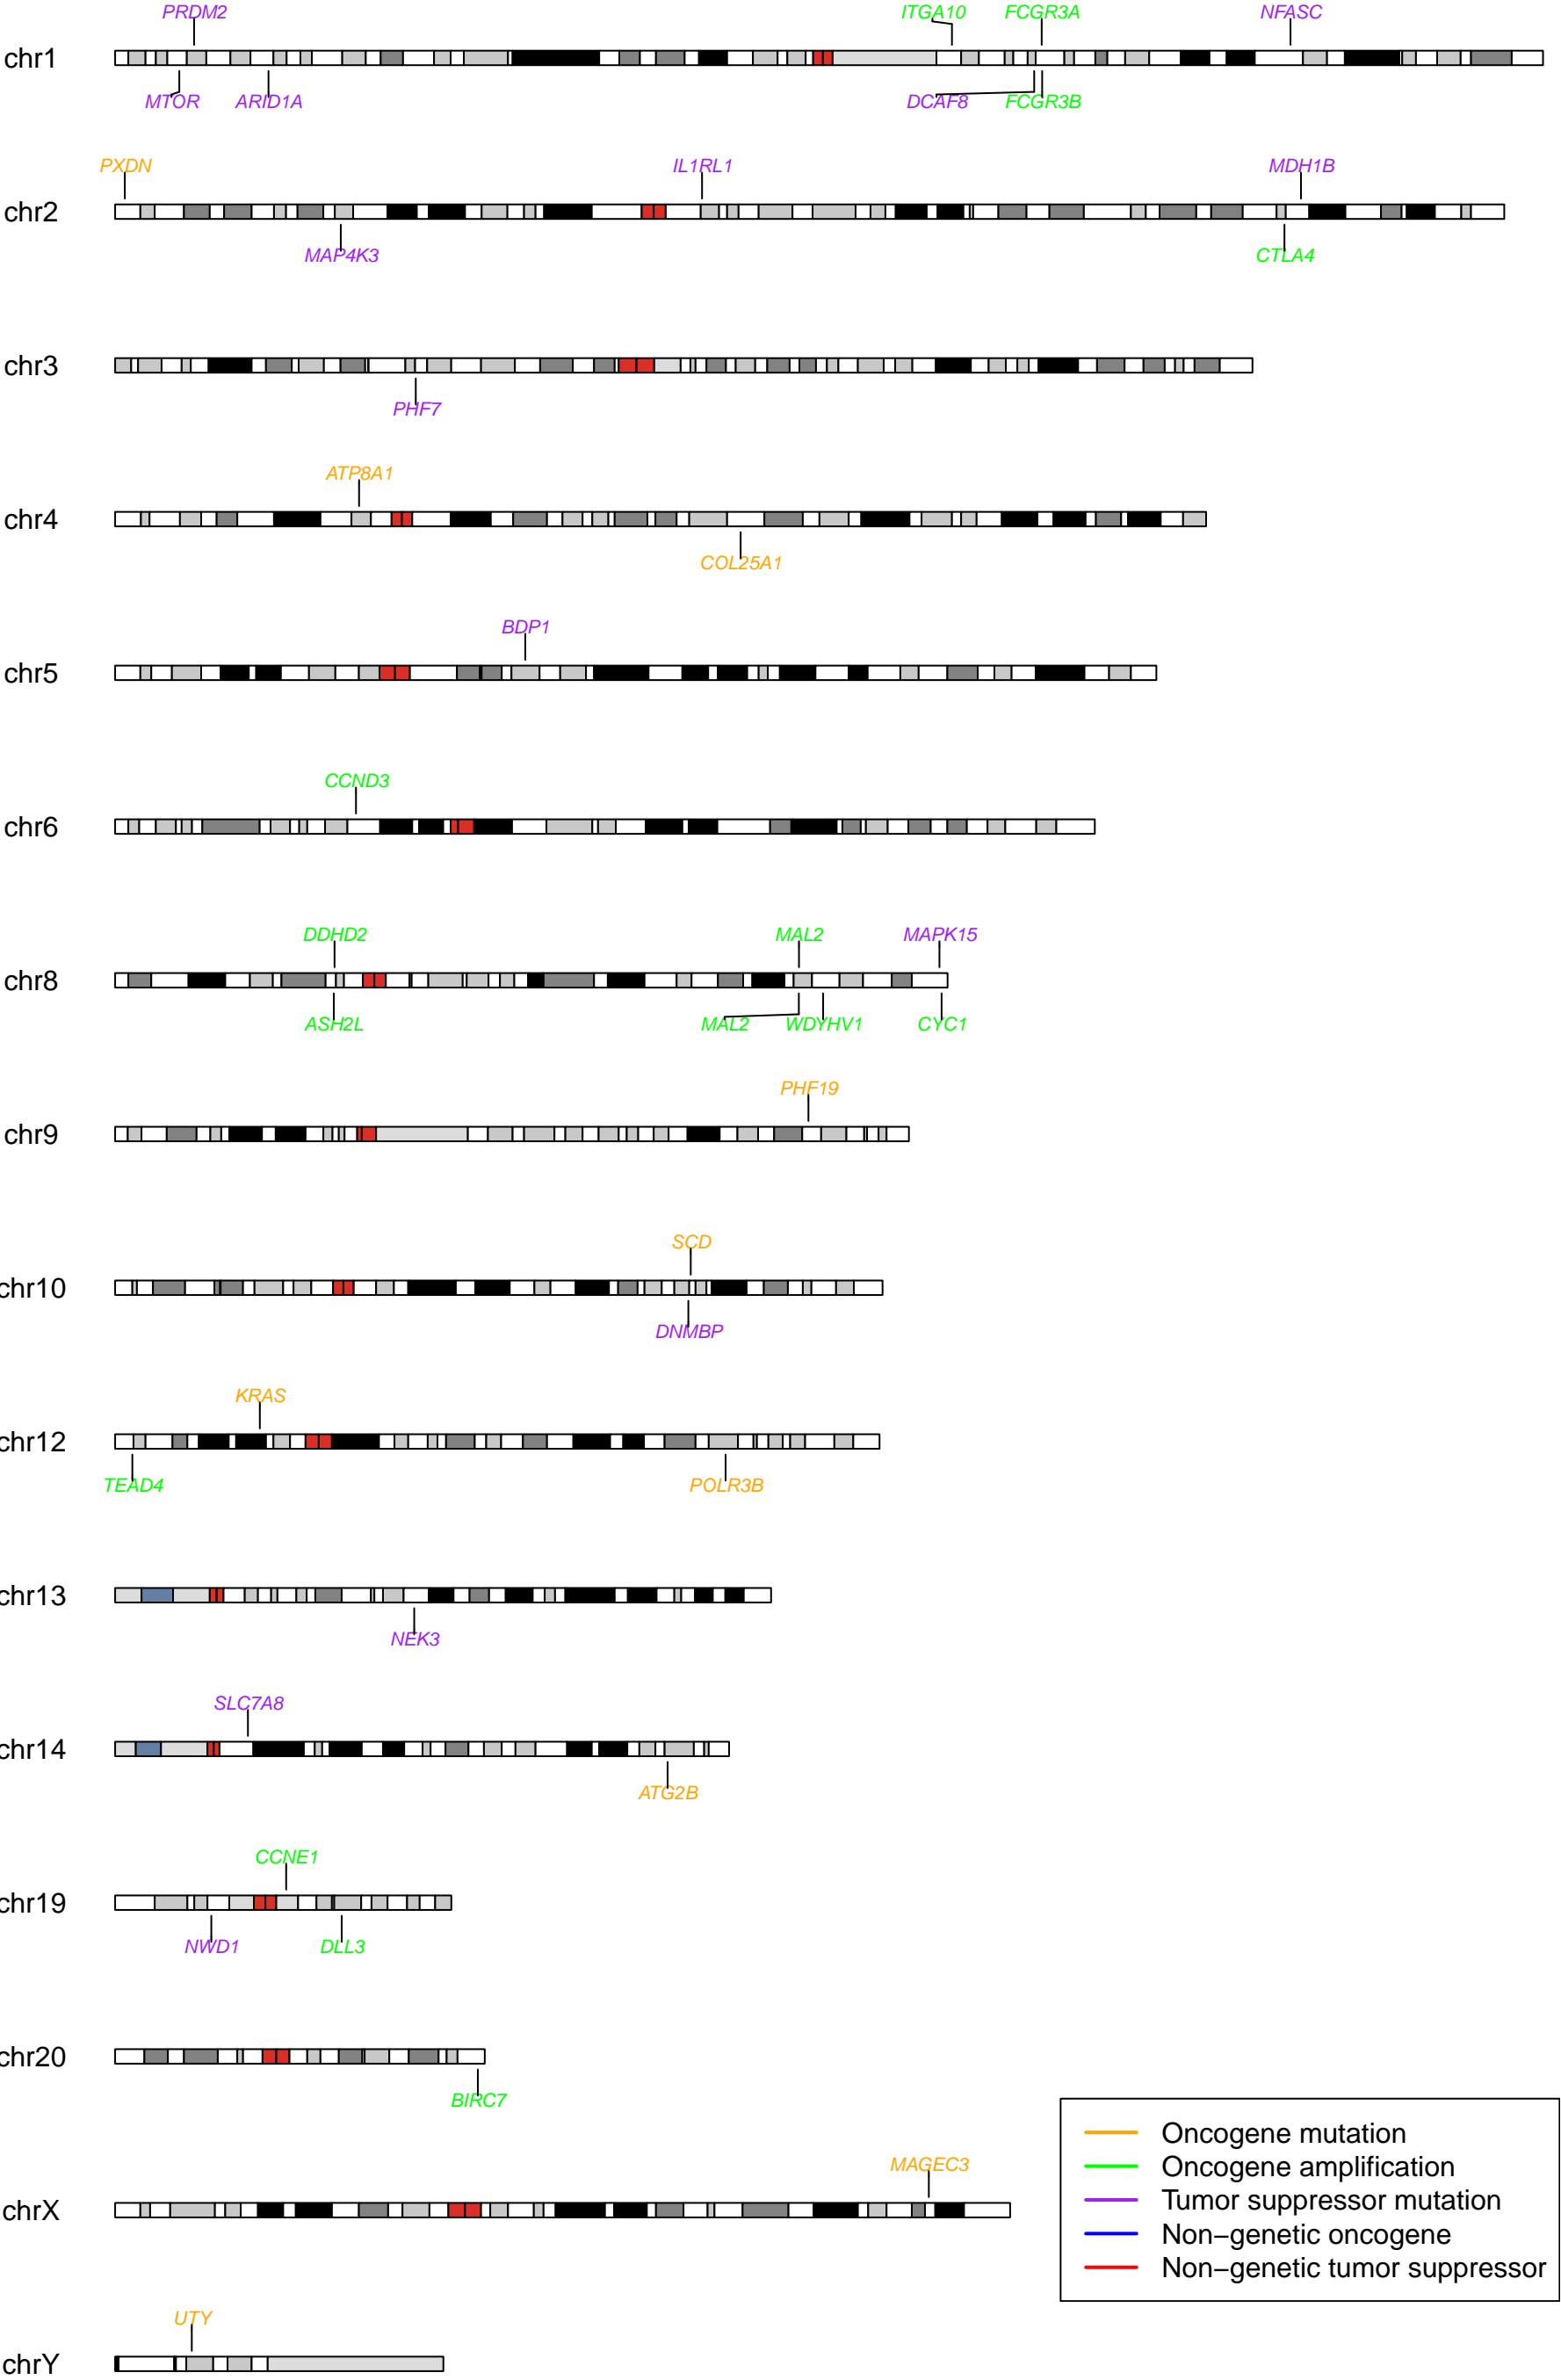 PRDM2 ITGA10 FCGR3A NFASC
chr1
MTOR ARID1A DCAF8 FCGR3B
PXDN IL1RL1 MDH1B
chr2
MAP4K3 CTLA4
chr3
PHF7
ATP8A1
chr4
COL25A1
BDP1
chr5
CCND3
chr6
DDHD2 MAL2 MAPK15
chr8
ASH2L MAL2 WDYHV1 CYC1
PHF19
chr9
SCD
chr10
DNMBP
KRAS
chr12
TEAD4 POLR3B
chr13
NEK3
SLC7A8
chr14
ATG2B
CCNE1
chr19
NWD1 DLL3
chr20
BIRC7
Oncogene mutation
Oncogene amplification
Tumor suppressor mutation
Non−genetic oncogene
Non−genetic tumor suppressor
MAGEC3
chrX
UTY
chrY